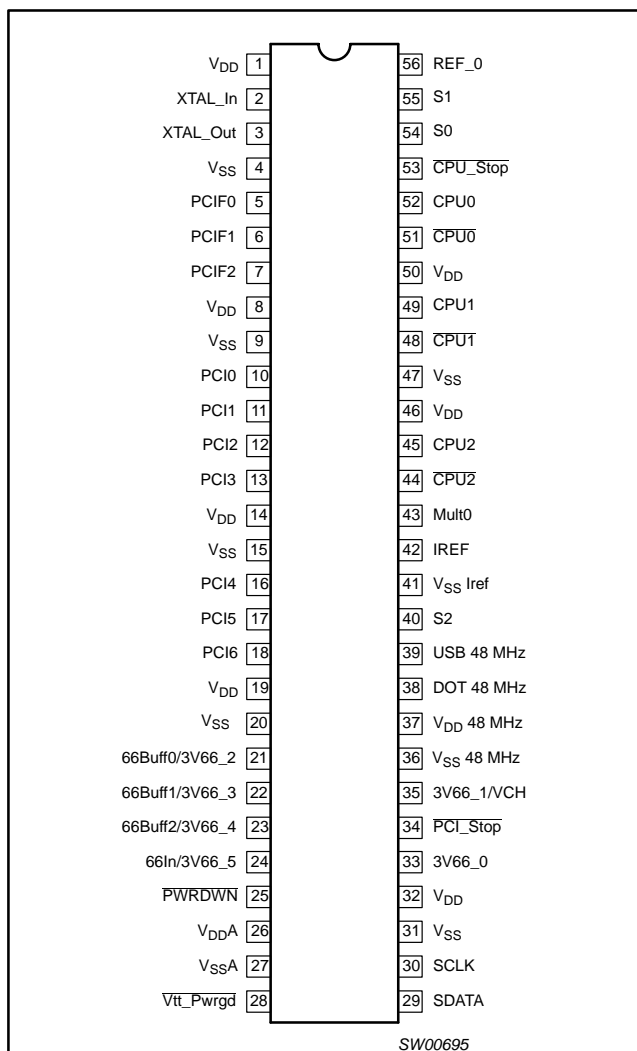 VDD 1 56 REF_0
XTAL_In 2 55 S1
XTAL_Out 3 54 S0
VSS 4 53 CPU_Stop
PCIF0 5 52 CPU0
PCIF1 6 51 CPU0
PCIF2 7 50 VDD
VDD 8 49 CPU1
VSS 9 48 CPU1
PCI0 10 47 VSS
PCI1 11 46 VDD
PCI2 12 45 CPU2
PCI3 13 44 CPU2
VDD 14 43 Mult0
VSS 15 42 IREF
PCI4 16 41 VSS Iref
PCI5 17 40 S2
PCI6 18 39 USB 48 MHz
VDD 19 38 DOT 48 MHz
VSS 20 37 VDD 48 MHz
66Buff0/3V66_2 21 36 VSS 48 MHz
66Buff1/3V66_3 22 35 3V66_1/VCH
66Buff2/3V66_4 23 34 PCI_Stop
66In/3V66_5 24 33 3V66_0
PWRDWN 25 32 VDD
VDDA 26 31 VSS
VSSA 27 30 SCLK
Vtt_Pwrgd 28 29 SDATA
SW00695